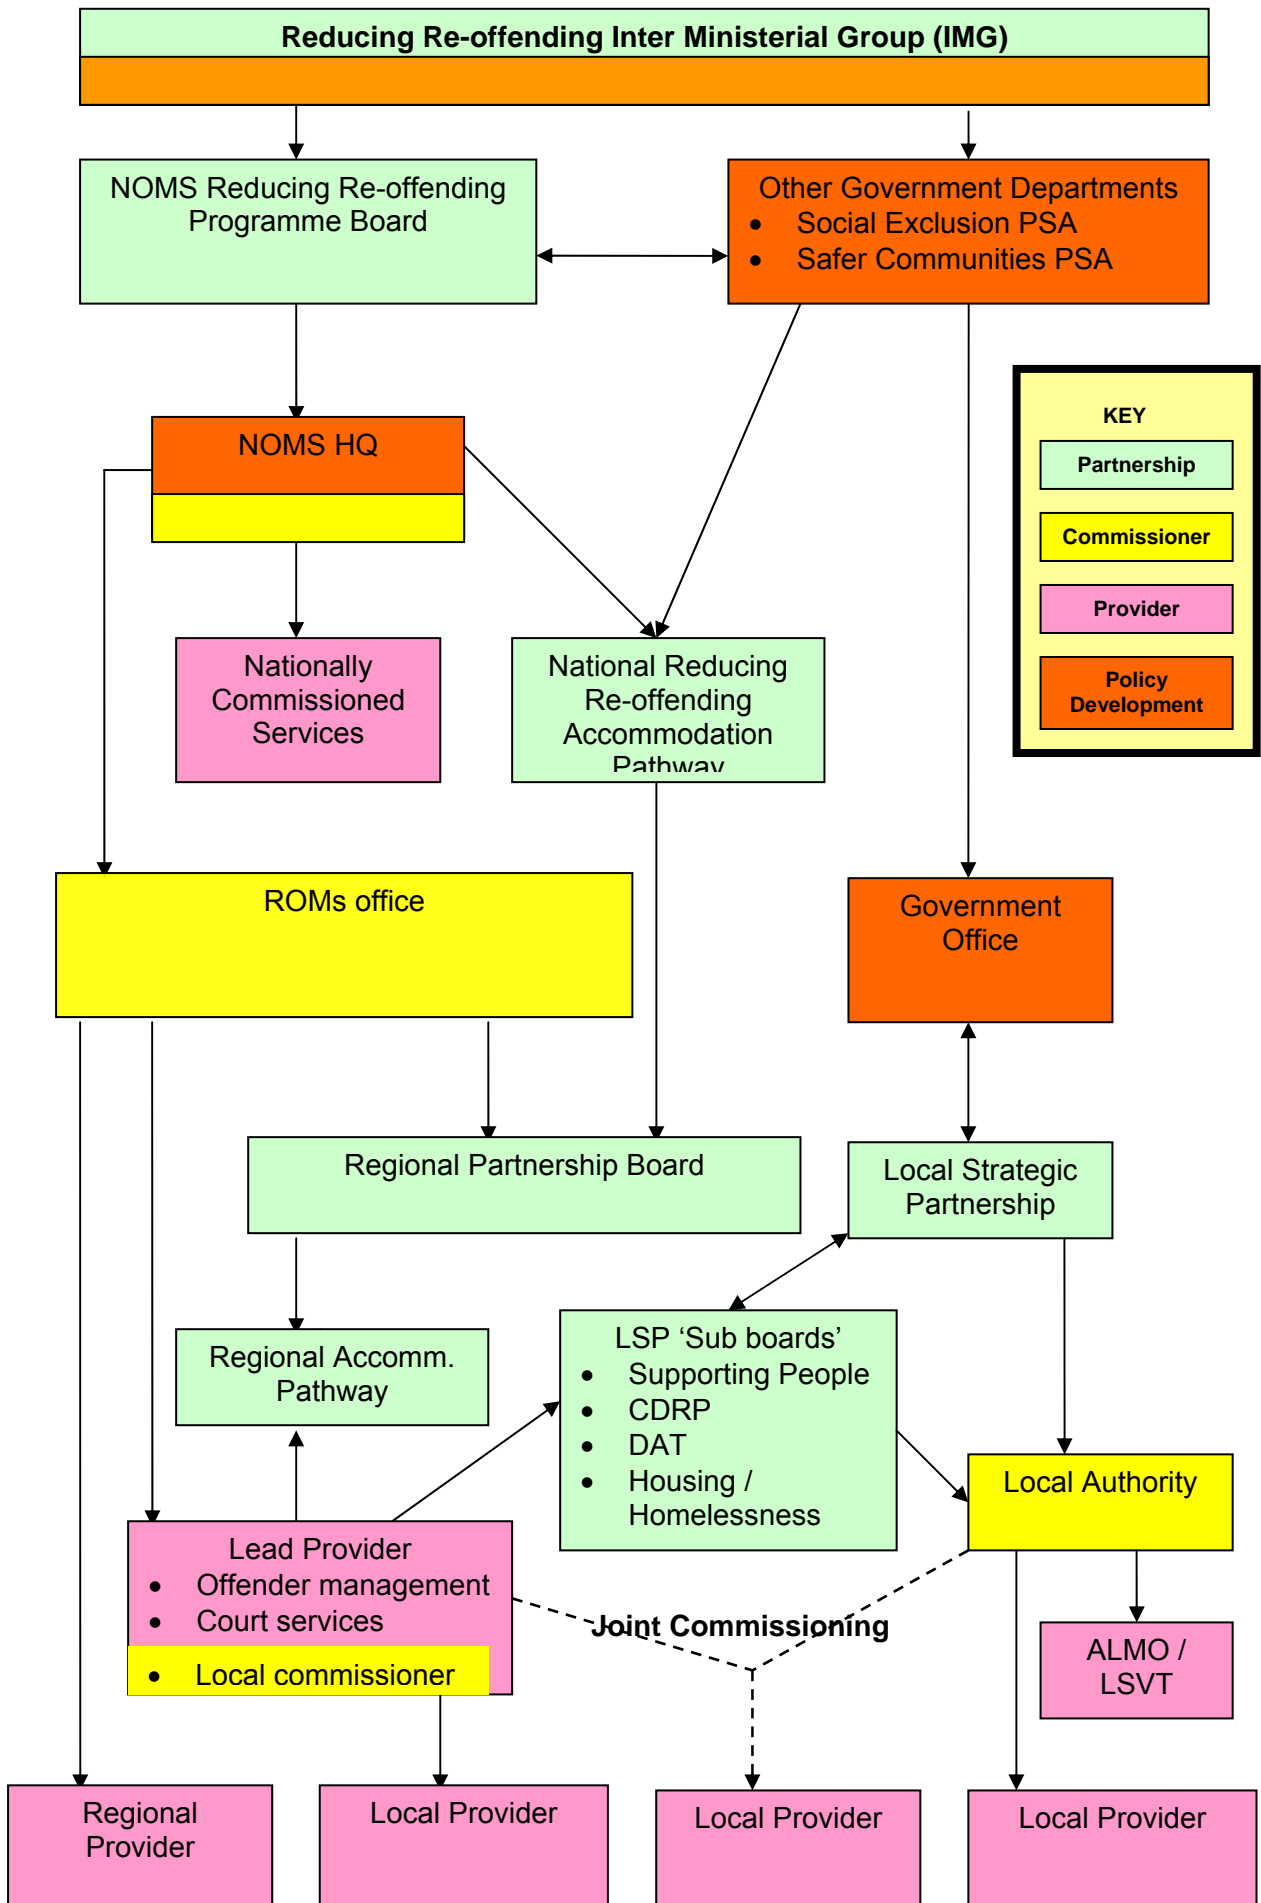 Reducing Re-offending Inter Ministerial Group (IMG)
NOMS Reducing Re-offending
Programme Board
Other Government Departments
• Social Exclusion PSA
• Safer Communities PSA
KEY
Partnership
Commissioner
Provider
Policy
Development
NOMS HQ
Nationally
Commissioned
Services
National Reducing
Re-offending
Accommodation
Pathway
ROMs office
Government
Office
Regional Partnership Board
Local Strategic
Partnership
Regional Accomm.
Pathway
LSP ‘Sub boards’
• Supporting People
• CDRP
• DAT
• Housing /
Homelessness
Local Authority
Lead Provider
• Offender management
• Court services
• Local commissioner
Joint Commissioning
ALMO /
LSVT
Regional
Provider
Local Provider
Local Provider
Local Provider